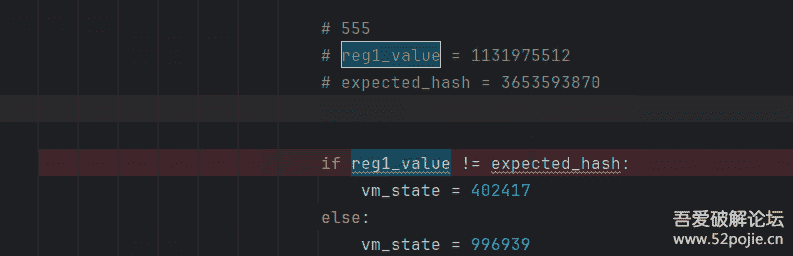 # 555
# reg1_value = 1131975512
# expected_hash = 3653593870
if reg1_value != expected_hash:
vm_state = 402417
else:
vm_state = 996939
吾爱破解论坛
www.52pojie.cn